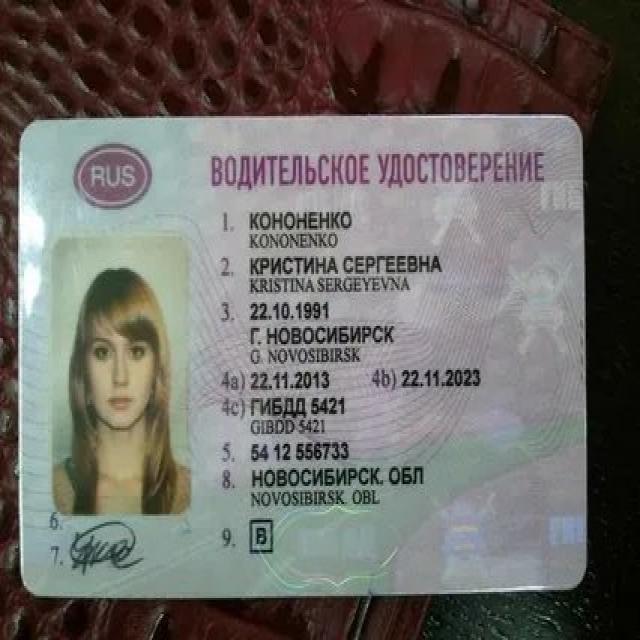 RUS
ВОДИТЕЛЬСКОЕ УДОСТОВЕРЕНИЕ
1. КОНОНЕНКО
KONONENKO
2. КРИСТИНА СЕРГЕЕВНА
KRISTINA SERGEYEVNA
3. 22.10.1991
Г. НОВОСИБИРСК
G. NOVOSIBIRSK
4a) 22.11.2013 4b) 22.11.2023
4c) ГИБДД 5421
GIBDD 5421
5. 54 12 556733
8. НОВОСИБИРСК. ОБЛ
NOVOSIBIRSK OBL
6.
7.
9. B